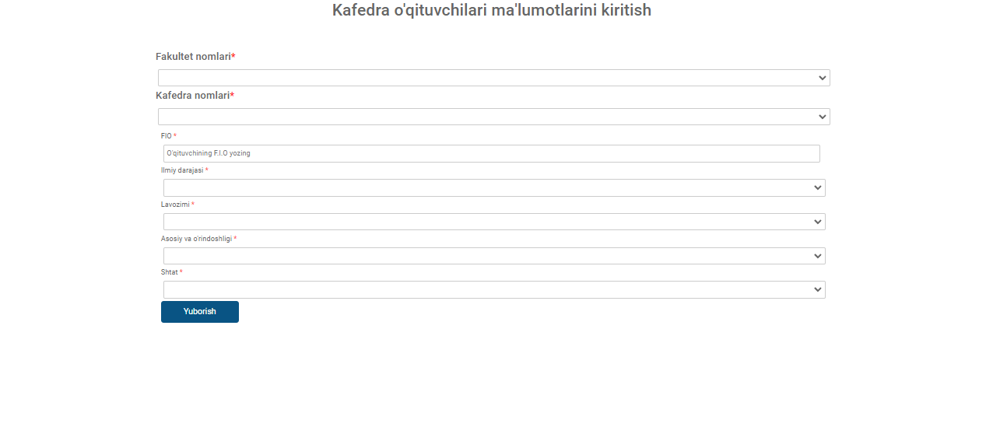 Kafedra o'qituvchilari ma'lumotlarini kiritish
Fakultet nomlari*
Kafedra nomlari*
FIO *
O'qituvchining F.I.O yozing
Ilmiy darajasi *
Lavozimi *
Asosiy va o'rindoshligi *
Shtat *
Yuborish